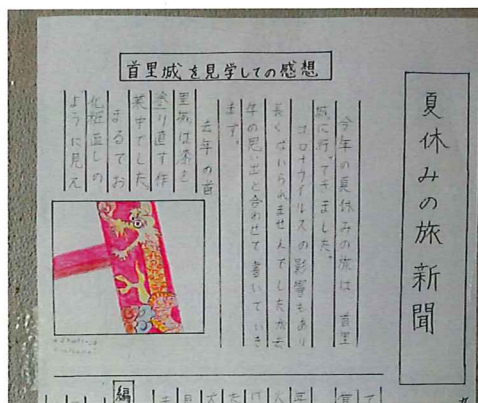 夏休みの旅新聞
首里城を見学しての感想
今年の夏休みの旅は、首里
城に行ってきました。
コロナウイルスの影響もあり
長くはいられませんでしたが去
年の思い出と合わせて書いていき
ます。
去年の首
里城は漆を
塗り直す作
業中でした
まるでお
化粧直しの
ように見え
編